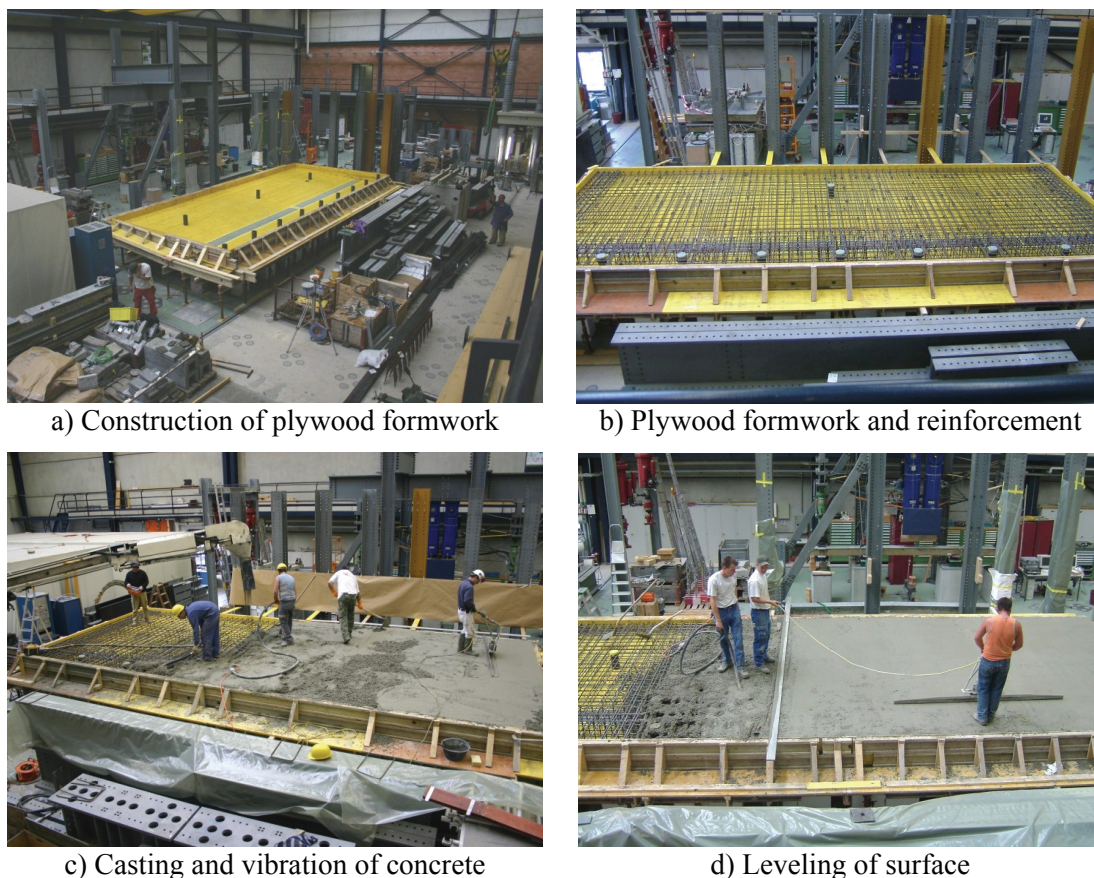 a) Construction of plywood formwork
b) Plywood formwork and reinforcement
c) Casting and vibration of concrete
d) Leveling of surface